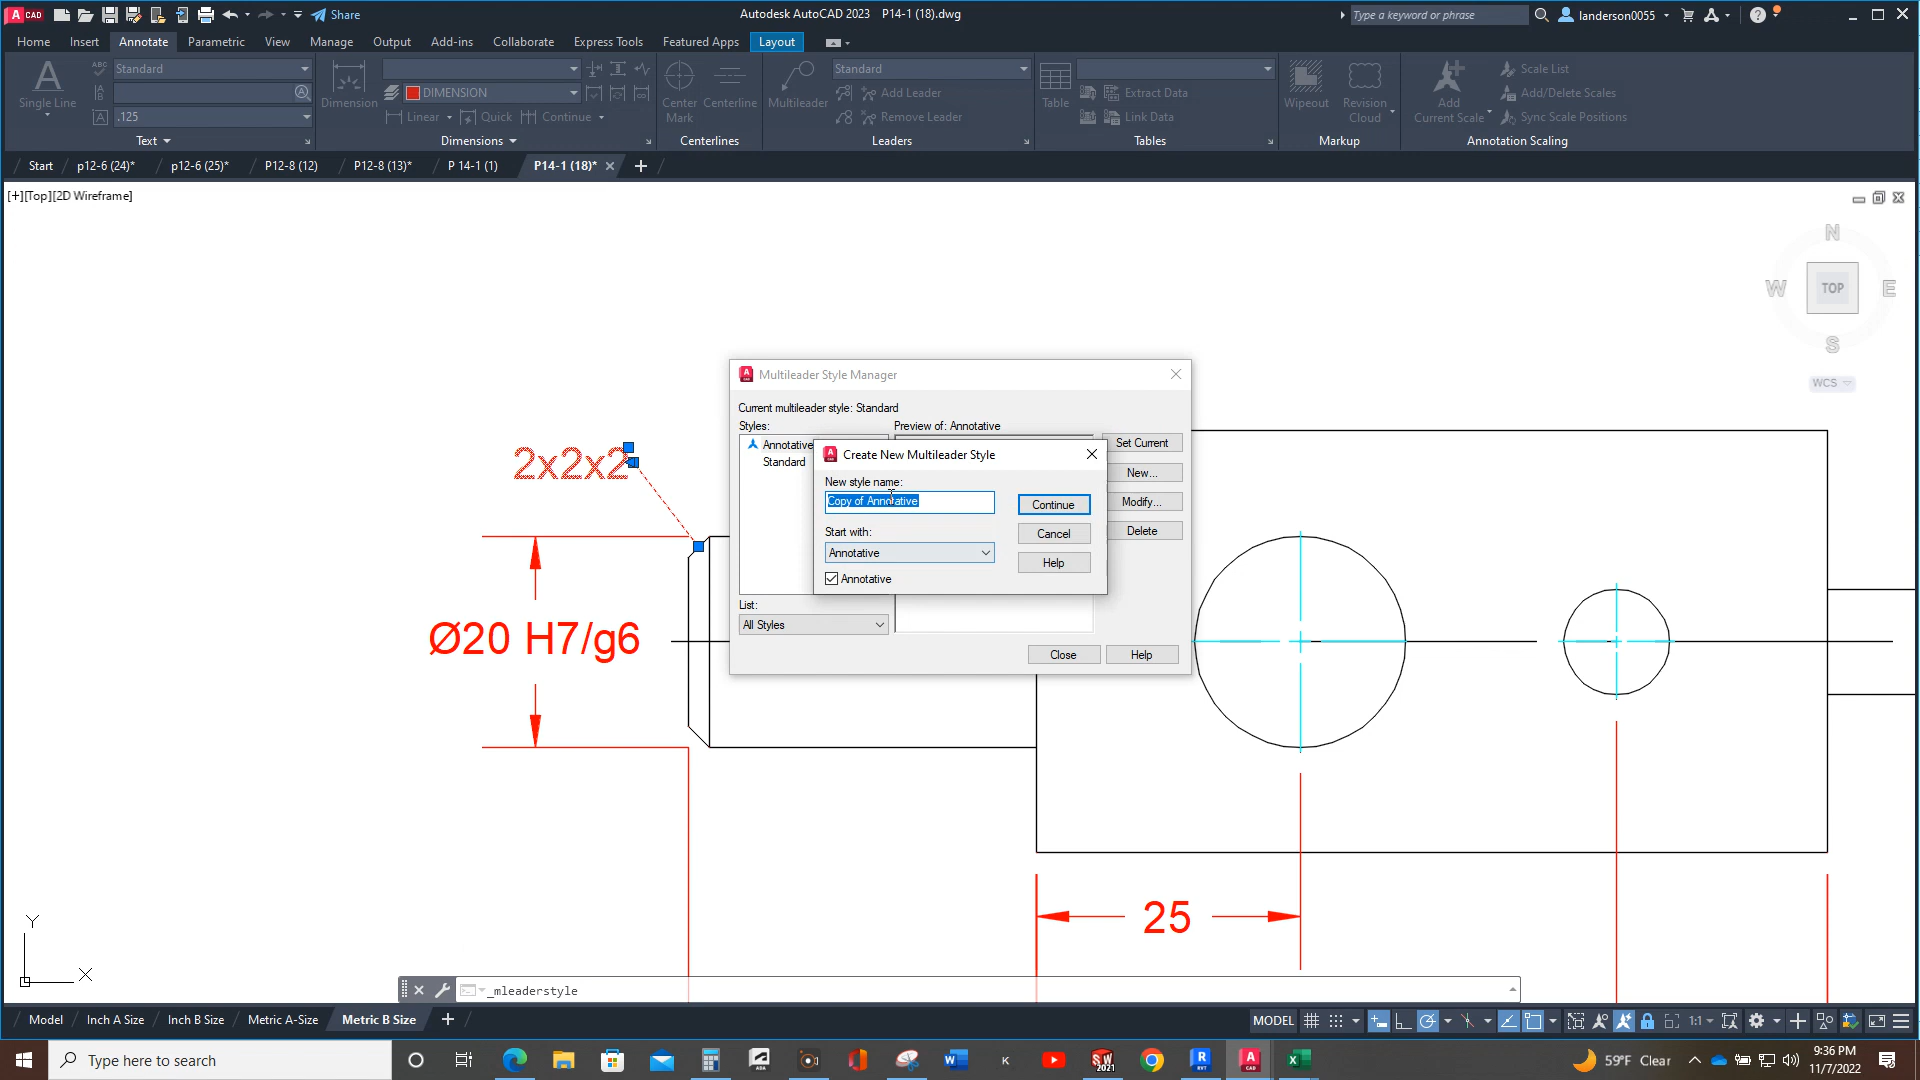 CAD Share Autodesk AutoCAD 2023 P14-1 (18).dwg Type a keyword or phrase landerson0055
Home Insert Annotate Parametric View Manage Output Add-ins Collaborate Express Tools Featured Apps Layout
Standard Standard Scale List
Single Line Dimension DIMENSION Center Mark Centerline Multileader Add Leader Table Extract Data Wipeout Revision Cloud Add Current Scale Add/Delete Scales
.125 Linear Quick Continue Remove Leader Link Data Sync Scale Positions
Text Dimensions Centerlines Leaders Tables Markup Annotation Scaling
Start p12-6 (24)* p12-6 (25)* P12-8 (12) P12-8 (13)* P 14-1 (1) P14-1 (18)*
[+][Top][2D Wireframe]
N
W TOP E
S
WCS
Multileader Style Manager
Current multileader style: Standard
Styles: Preview of: Annotative
Annotative
Standard
Set Current
New...
Modify...
Delete
Create New Multileader Style
New style name:
Copy of Annotative
Continue
Start with:
Cancel
Annotative
Help
Annotative
List:
All Styles
Close Help
2x2x2
Ø20 H7/g6
25
Y
X
_mleaderstyle
Model Inch A Size Inch B Size Metric A-Size Metric B Size MODEL 1:1
Type here to search 59°F Clear 9:36 PM
11/7/2022